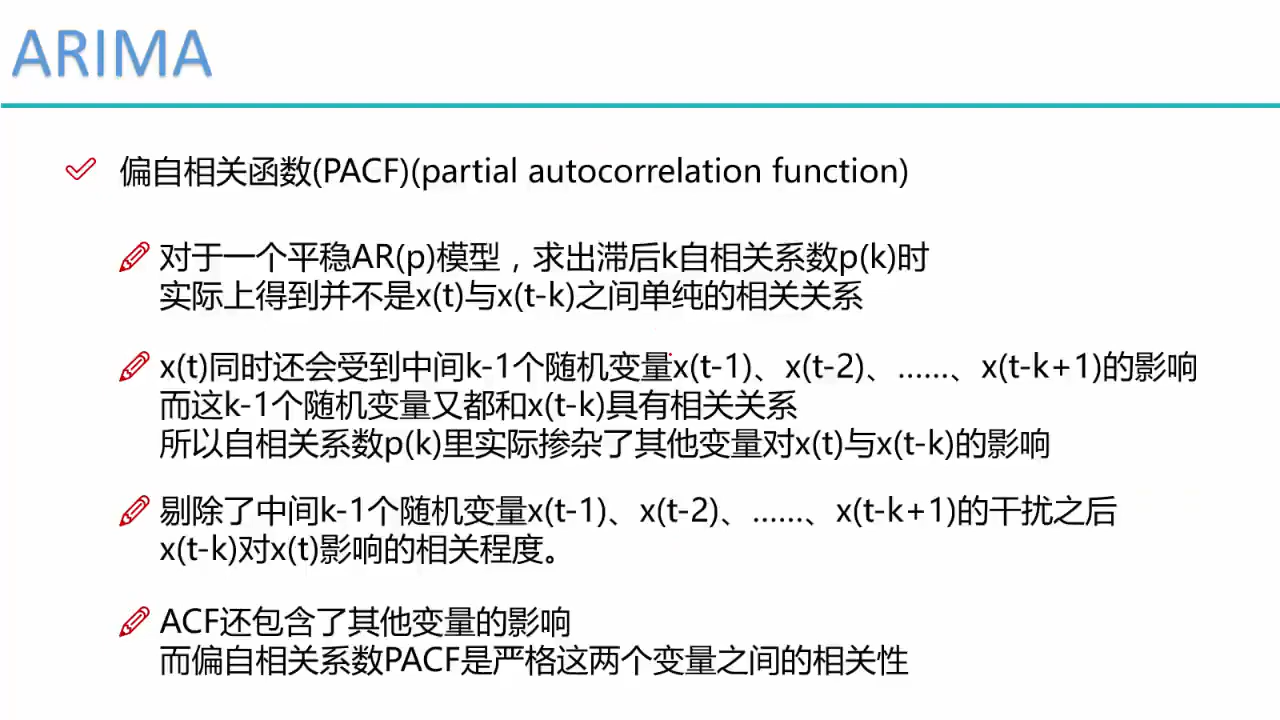 ARIMA
偏自相关函数(PACF)(partial autocorrelation function)
对于一个平稳AR(p)模型，求出滞后k自相关系数p(k)时
实际上得到并不是x(t)与x(t-k)之间单纯的相关关系
x(t)同时还会受到中间k-1个随机变量x(t-1)、x(t-2)、……、x(t-k+1)的影响
而这k-1个随机变量又都和x(t-k)具有相关关系
所以自相关系数p(k)里实际掺杂了其他变量对x(t)与x(t-k)的影响
剔除了中间k-1个随机变量x(t-1)、x(t-2)、……、x(t-k+1)的干扰之后
x(t-k)对x(t)影响的相关程度。
ACF还包含了其他变量的影响
而偏自相关系数PACF是严格这两个变量之间的相关性